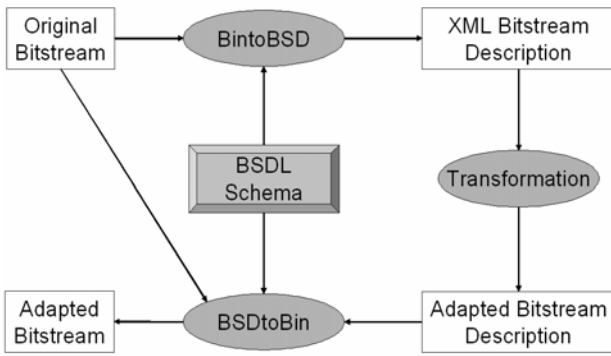 Original
Bitstream
BintoBSD
XML Bitstream
Description
BSDL
Schema
Transformation
Adapted
Bitstream
BSDtoBin
Adapted Bitstream
Description